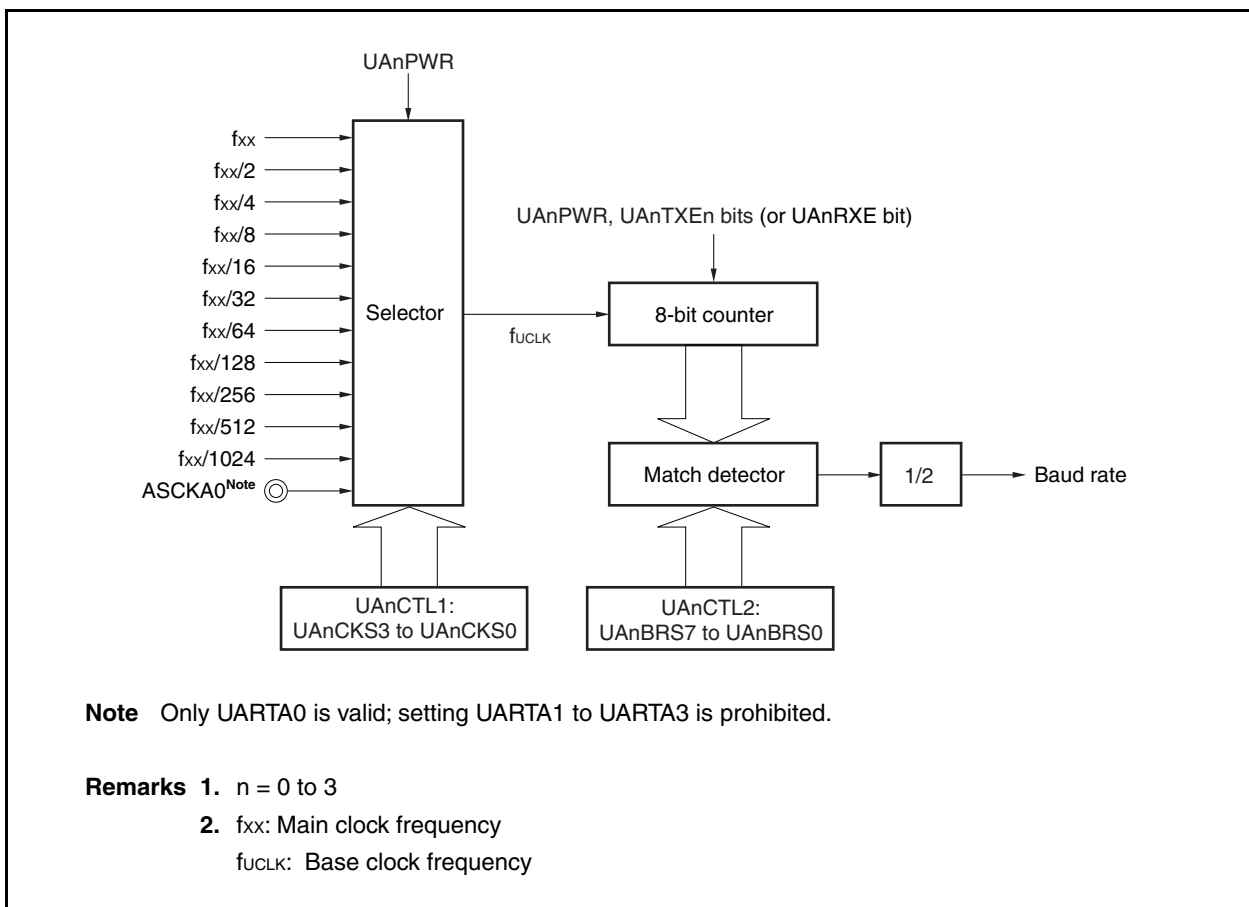 UAnPWR
fxx
fxx/2
fxx/4
fxx/8
fxx/16
fxx/32
fxx/64
fxx/128
fxx/256
fxx/512
fxx/1024
ASCKA0Note
Selector
fUCLK
UAnPWR, UAnTXEn bits (or UAnRXE bit)
8-bit counter
Match detector
1/2
Baud rate
UAnCTL1:
UAnCKS3 to UAnCKS0
UAnCTL2:
UAnBRS7 to UAnBRS0
Note Only UARTA0 is valid; setting UARTA1 to UARTA3 is prohibited.
Remarks 1. n = 0 to 3
2. fxx: Main clock frequency
fUCLK: Base clock frequency